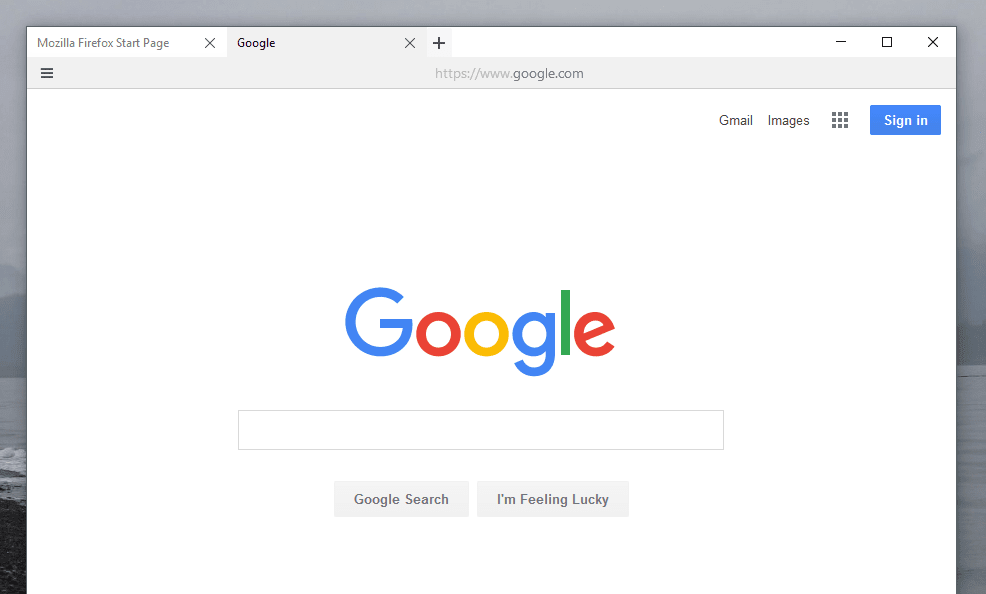 Mozilla Firefox Start Page
Google
https://www.google.com
Gmail Images
Sign in
Google
Google Search
I'm Feeling Lucky